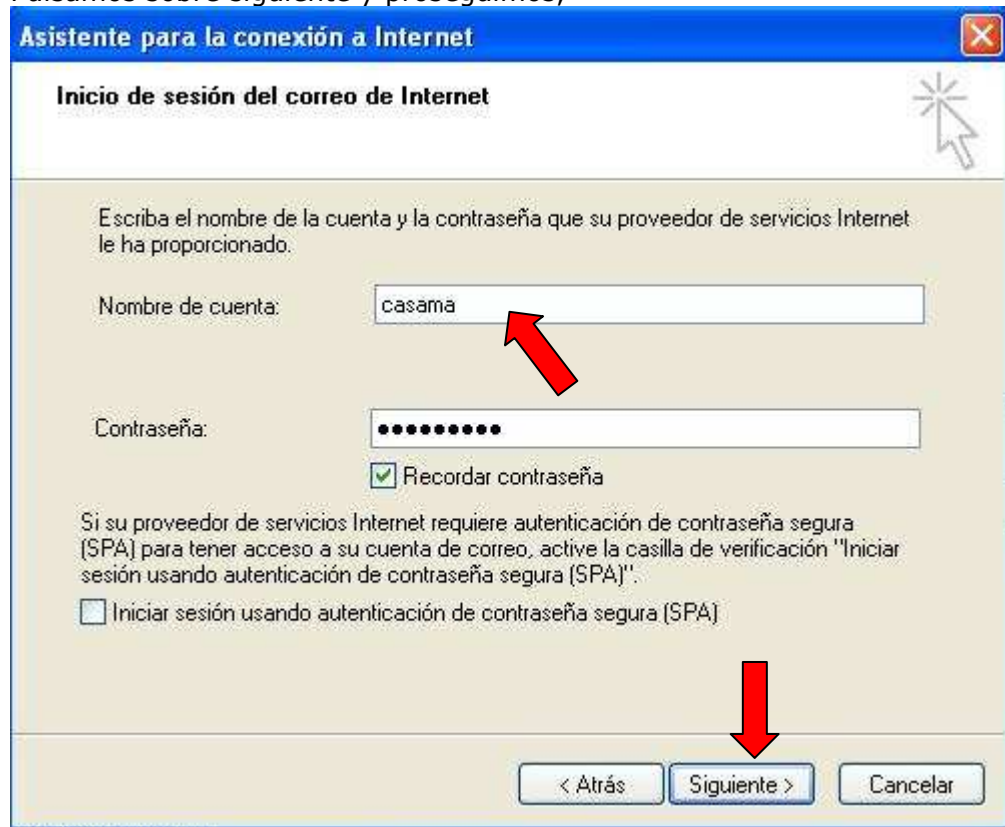 Pulsamos sobre siguiente y proseguimos,
Asistente para la conexión a Internet
Inicio de sesión del correo de Internet
Escriba el nombre de la cuenta y la contraseña que su proveedor de servicios Internet
le ha proporcionado.
Nombre de cuenta: casama
Contraseña: •••••••••
Recordar contraseña
Si su proveedor de servicios Internet requiere autenticación de contraseña segura
(SPA) para tener acceso a su cuenta de correo, active la casilla de verificación "Iniciar
sesión usando autenticación de contraseña segura (SPA)".
Iniciar sesión usando autenticación de contraseña segura (SPA)
< Atrás Siguiente > Cancelar